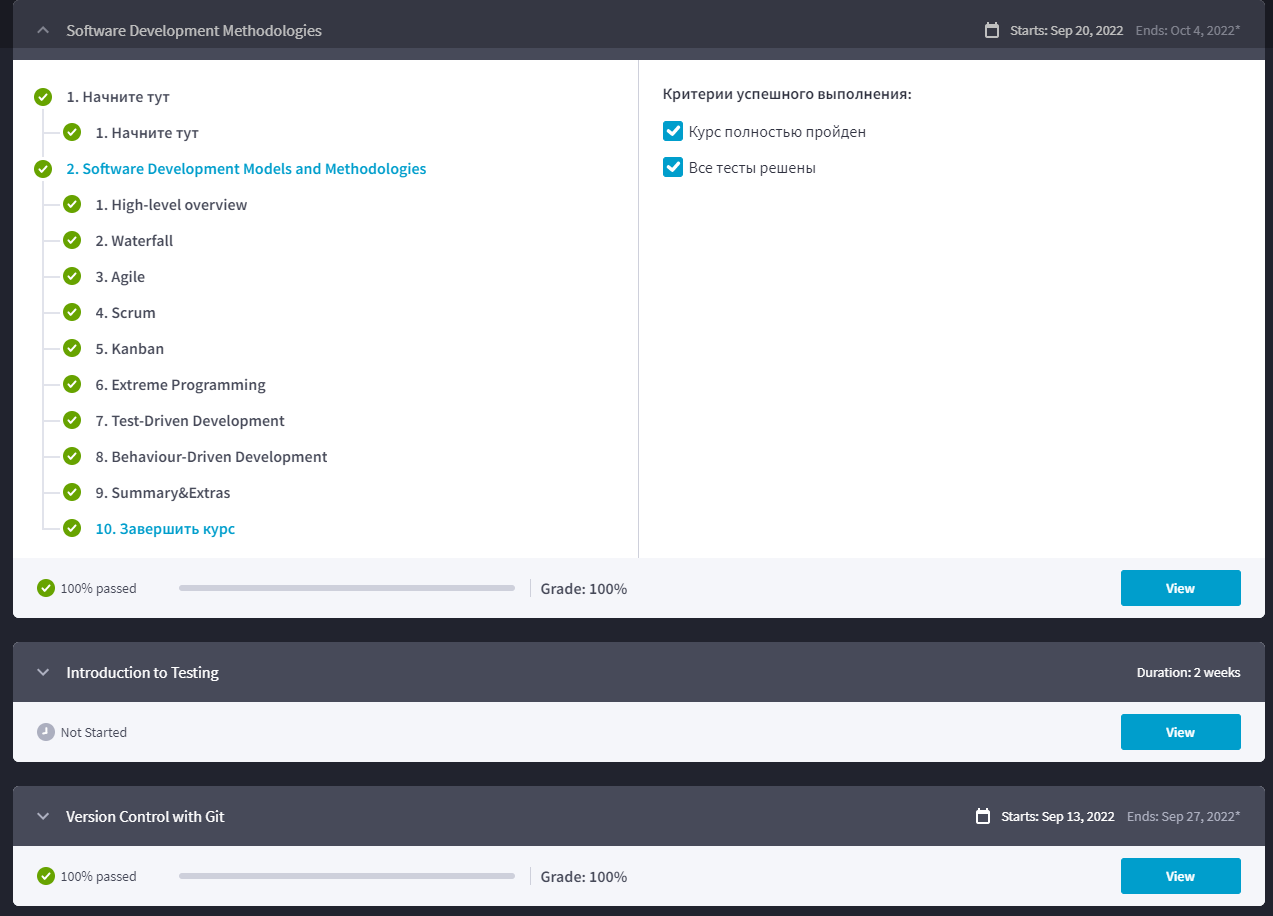 Software Development Methodologies
Starts: Sep 20, 2022 Ends: Oct 4, 2022*
1. Начните тут
1. Начните тут
2. Software Development Models and Methodologies
1. High-level overview
2. Waterfall
3. Agile
4. Scrum
5. Kanban
6. Extreme Programming
7. Test-Driven Development
8. Behaviour-Driven Development
9. Summary&Extras
10. Завершить курс
Критерии успешного выполнения:
Курс полностью пройден
Все тесты решены
100% passed
Grade: 100%
View
Introduction to Testing
Duration: 2 weeks
Not Started
View
Version Control with Git
Starts: Sep 13, 2022 Ends: Sep 27, 2022*
100% passed
Grade: 100%
View